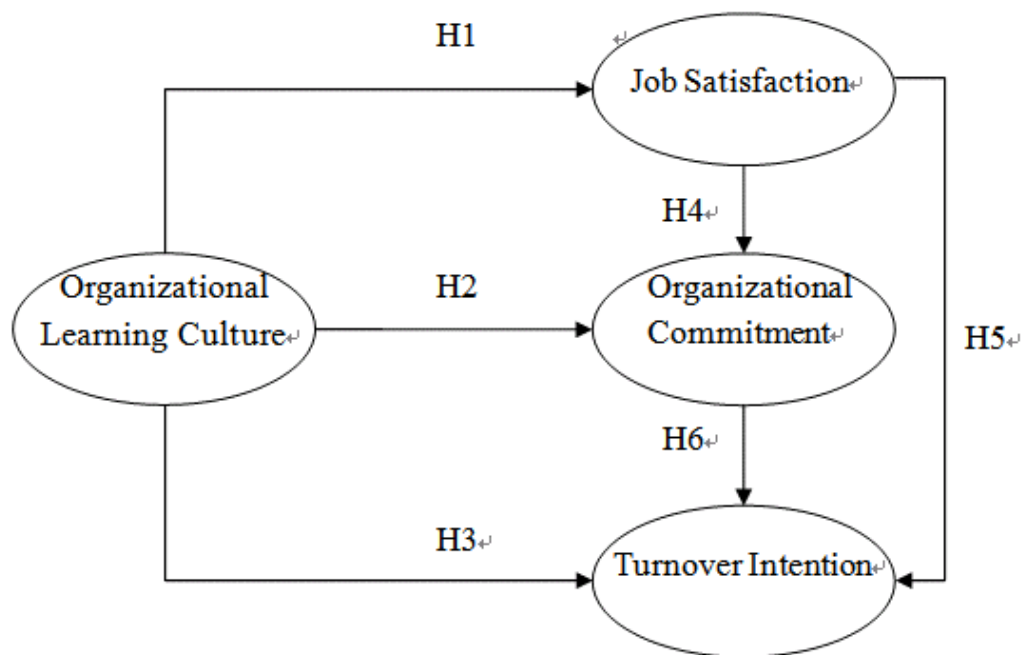 H1
Job Satisfaction
H4
Organizational
Learning Culture
H2
Organizational
Commitment
H5
H6
H3
Turnover Intention